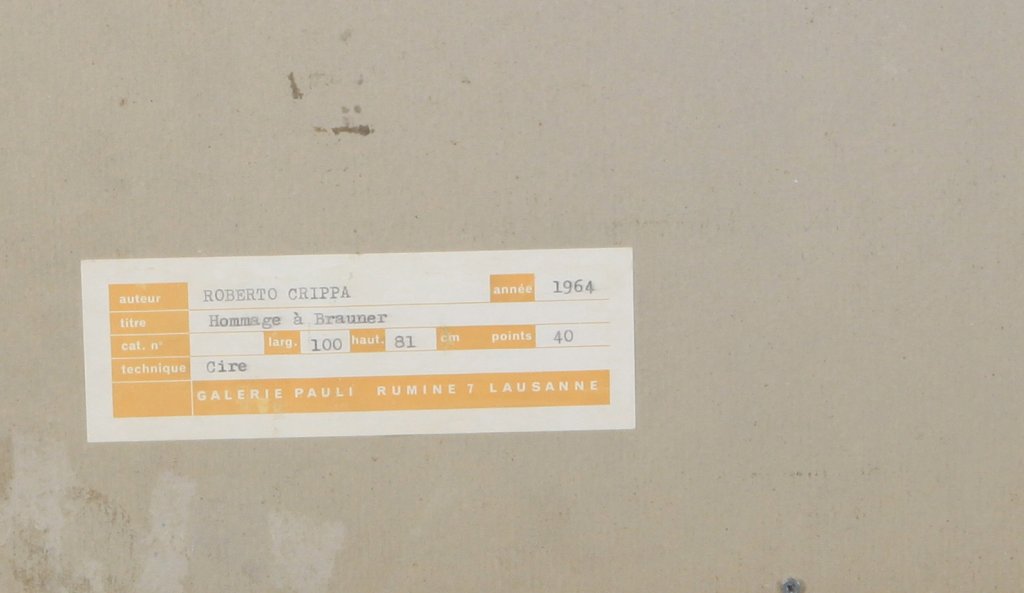 auteur ROBERTO CRIPPA année 1964
titre Hommage à Brauner
cat. n° larg. 100 haut. 81 cm points 40
technique Cire
GALERIE PAULI RUMINE 7 LAUSANNE